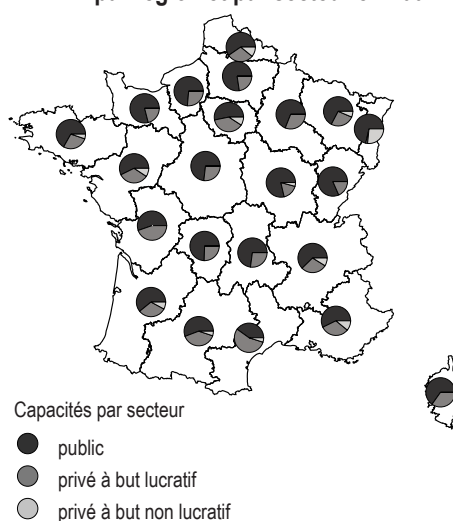 Capacités par secteur
public
privé à but lucratif
privé à but non lucratif